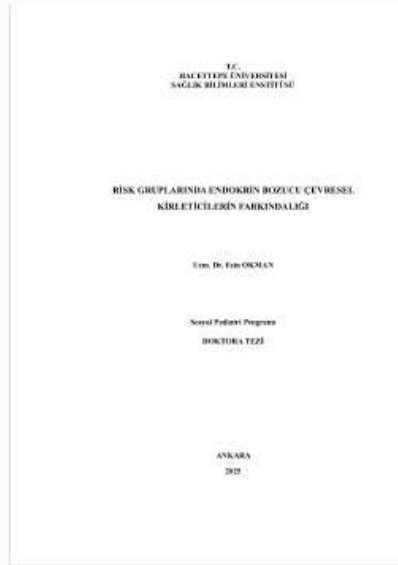 T.C.
HACETTEPE ÜNİVERSİTESİ
SAĞLIK BİLİMLERİ ENSTİTÜSÜ
RİSK GRUPLARINDA ENDOKRİN BOZUCU ÇEVRESEL
KİRLETİCİLERİN FARKINDALIĞI
Uzm. Dr. Esin OKMAN
Sosyal Pediatri Programı
DOKTORA TEZİ
ANKARA
2025